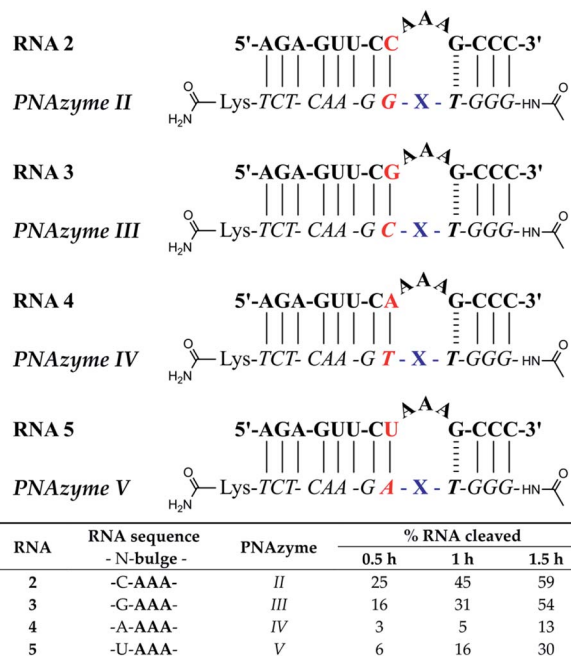 RNA 2 5'-AGA-GUU-CC AAA G-CCC-3'
PNAzyme II H₂N O Lys-TCT- CAA -G G - X - T-GGG-HN O
RNA 3 5'-AGA-GUU-CG AAA G-CCC-3'
PNAzyme III H₂N O Lys-TCT- CAA -G C - X - T-GGG-HN O
RNA 4 5'-AGA-GUU-CA AAA G-CCC-3'
PNAzyme IV H₂N O Lys-TCT- CAA -G T - X - T-GGG-HN O
RNA 5 5'-AGA-GUU-CU AAA G-CCC-3'
PNAzyme V H₂N O Lys-TCT- CAA -G A - X - T-GGG-HN O
RNA RNA sequence - N-bulge - PNAzyme % RNA cleaved
0.5 h 1 h 1.5 h
2 -C-AAA- II 25 45 59
3 -G-AAA- III 16 31 54
4 -A-AAA- IV 3 5 13
5 -U-AAA- V 6 16 30